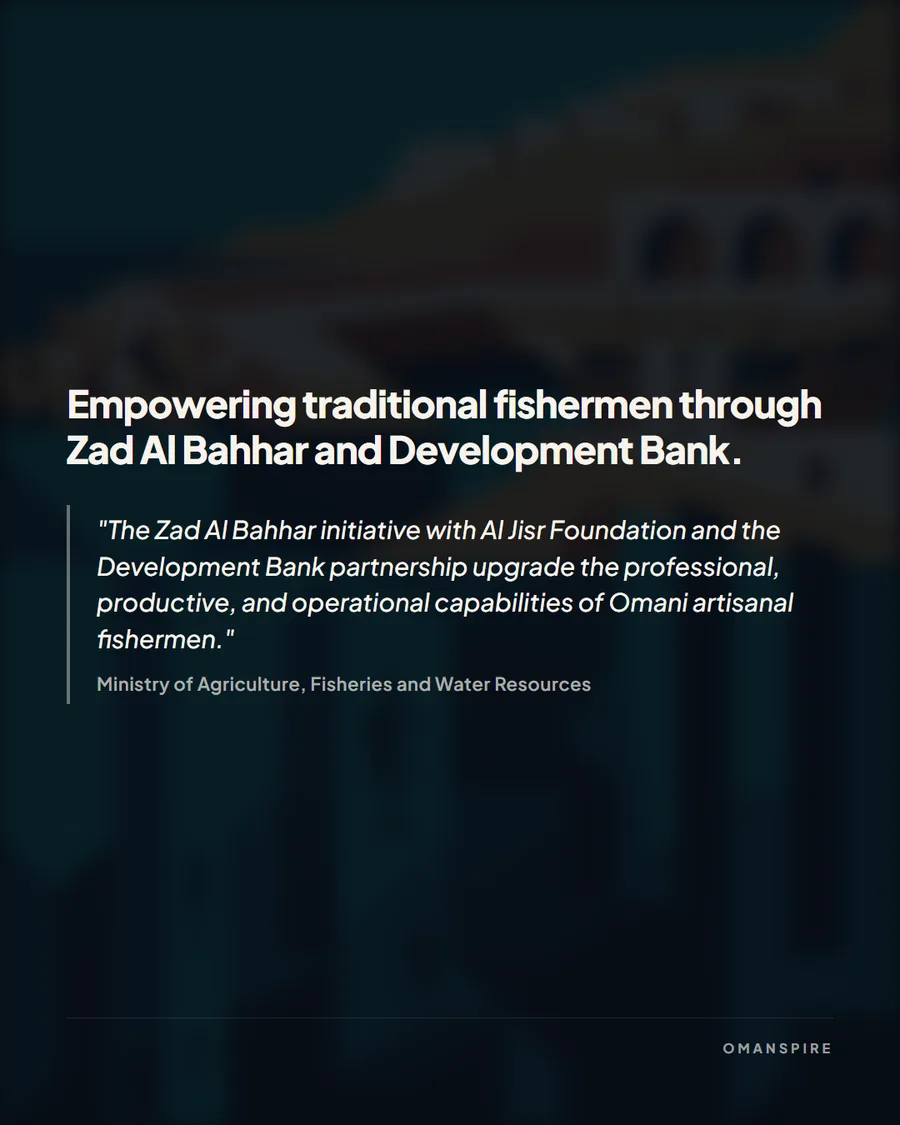 Empowering traditional fishermen through
Zad Al Bahhar and Development Bank.
"The Zad Al Bahhar initiative with Al Jisr Foundation and the
Development Bank partnership upgrade the professional,
productive, and operational capabilities of Omani artisanal
fishermen."
Ministry of Agriculture, Fisheries and Water Resources
OMANSPIRE